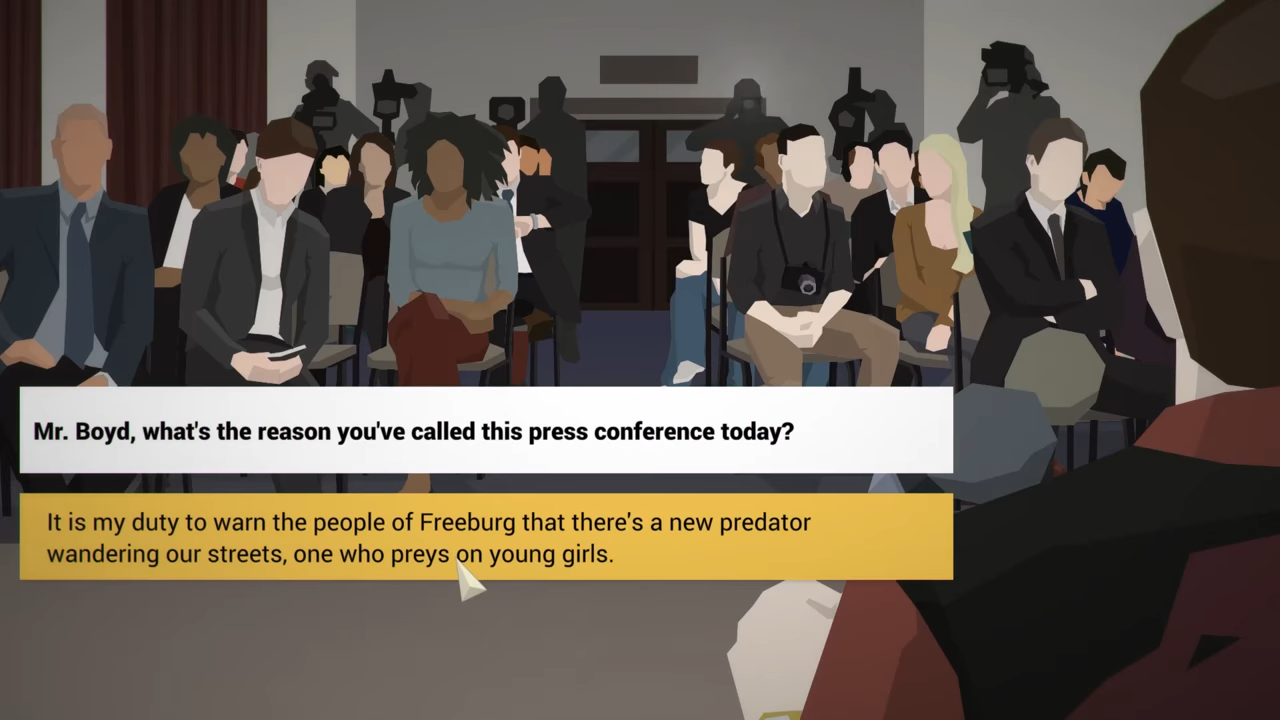 Mr. Boyd, what's the reason you've called this press conference today?
It is my duty to warn the people of Freeburg that there's a new predator
wandering our streets, one who preys on young girls.